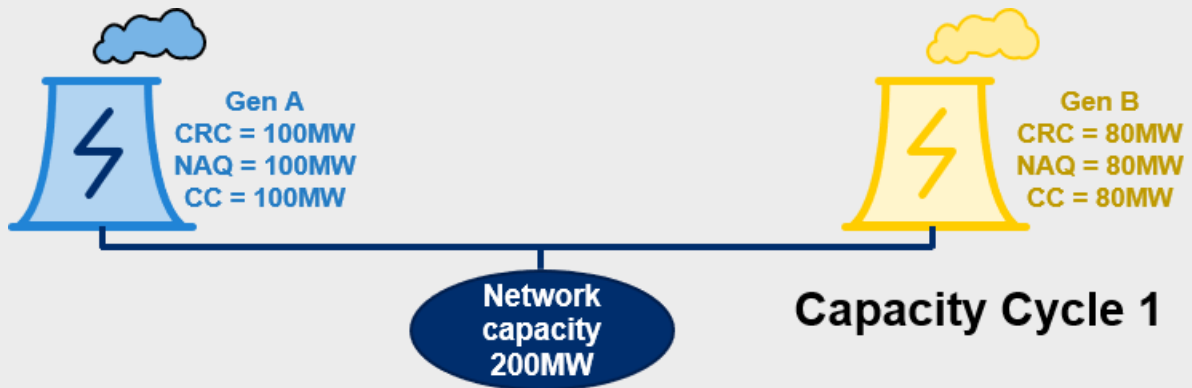 Gen A
CRC = 100MW
NAQ = 100MW
CC = 100MW
Gen B
CRC = 80MW
NAQ = 80MW
CC = 80MW
Network
capacity
200MW
Capacity Cycle 1